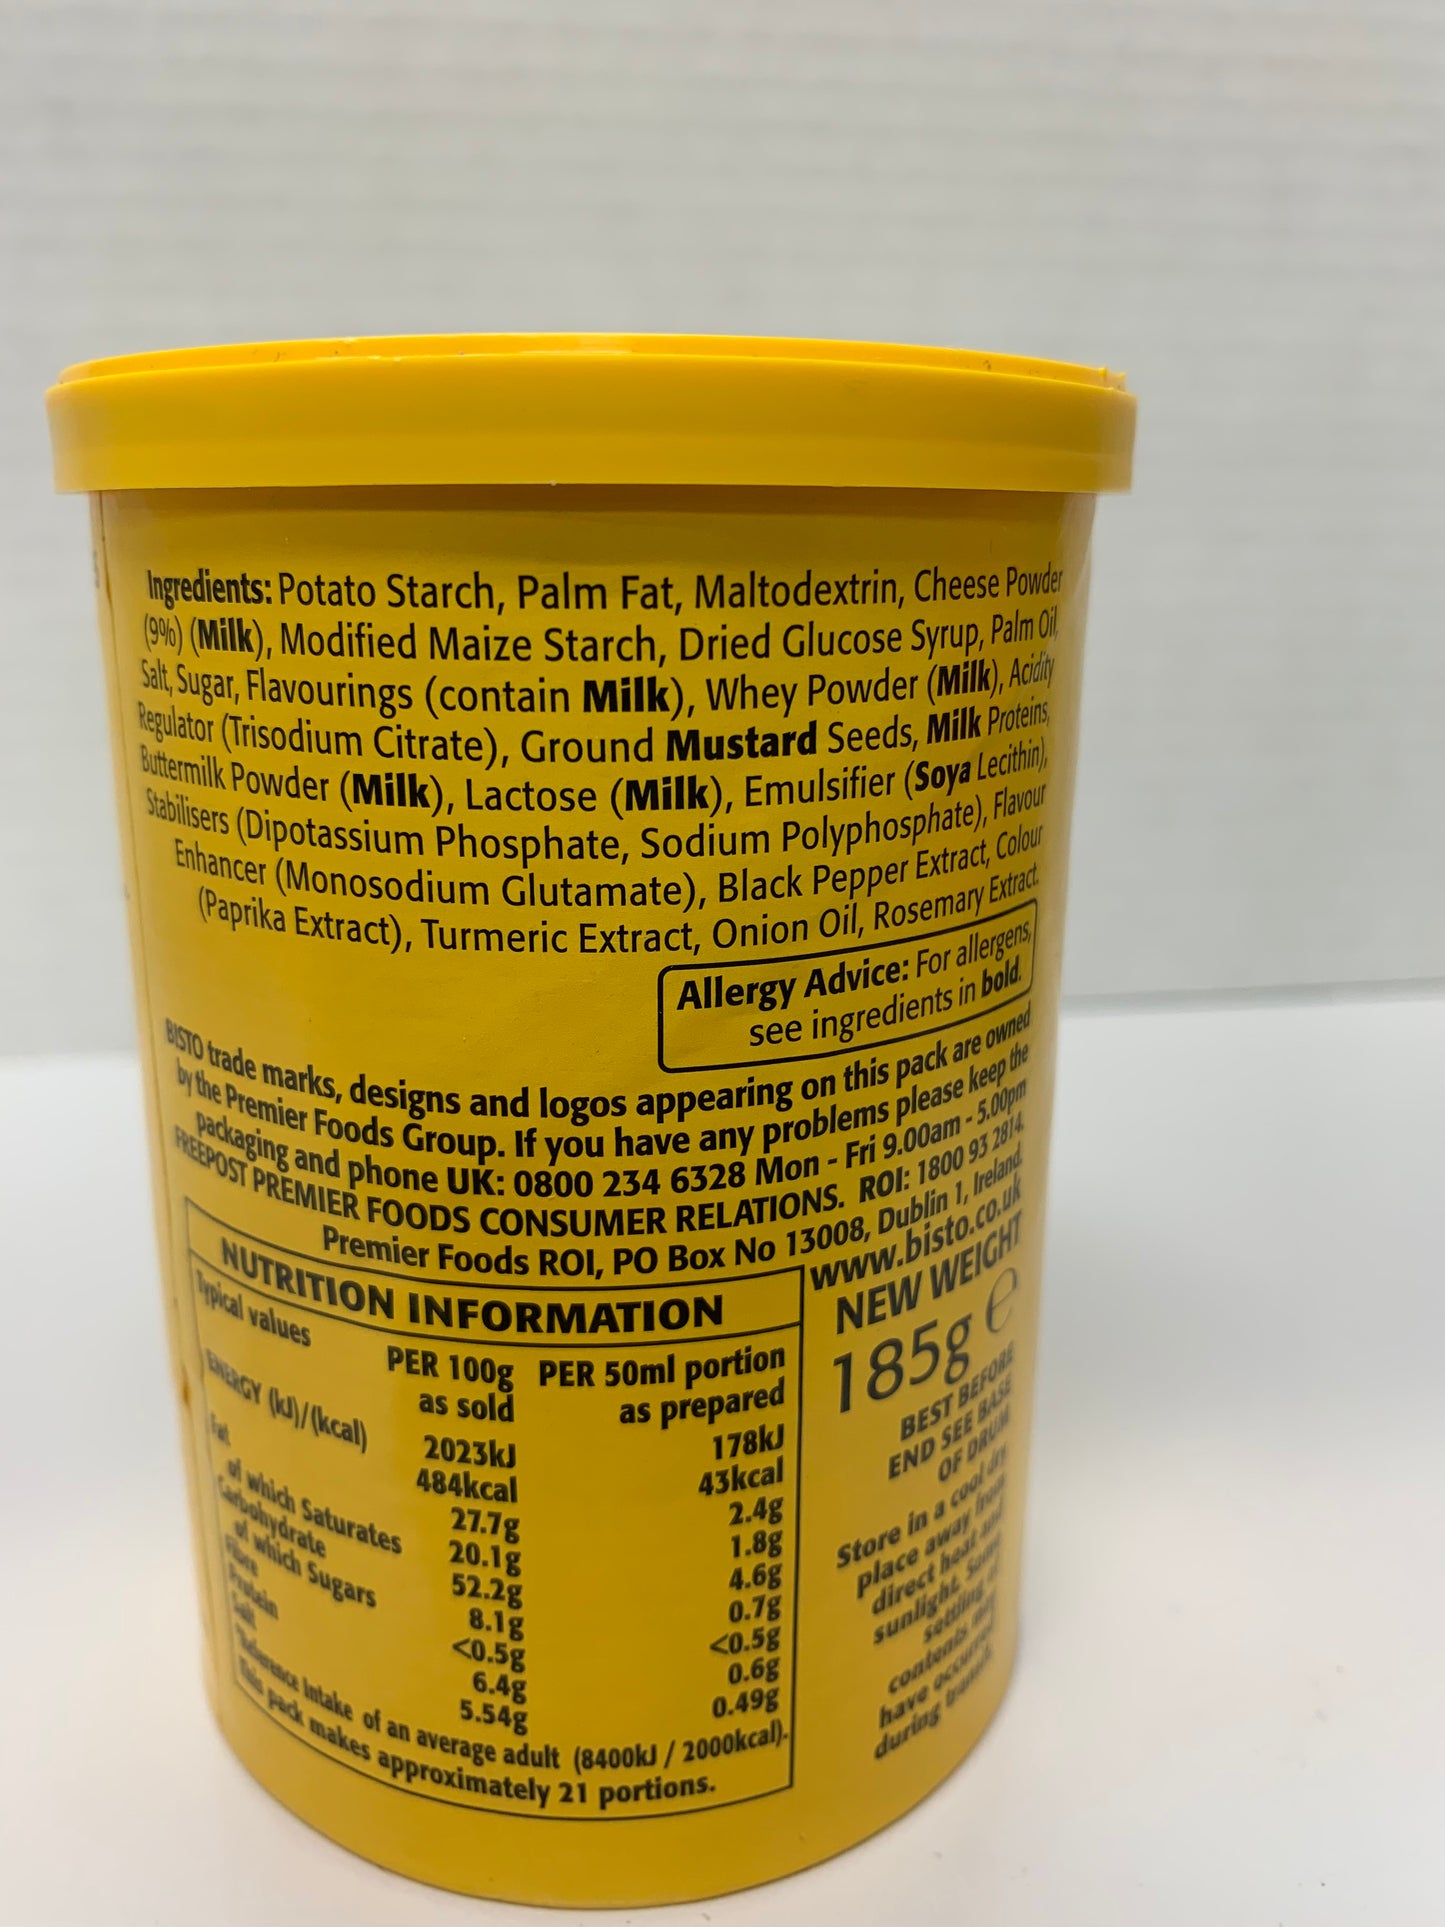 Ingredients: Potato Starch, Palm Fat, Maltodextrin, Cheese Powder
(9%) (Milk), Modified Maize Starch, Dried Glucose Syrup, Palm Oil,
Salt, Sugar, Flavourings (contain Milk), Whey Powder (Milk), Acidity
Regulator (Trisodium Citrate), Ground Mustard Seeds, Milk Proteins,
Buttermilk Powder (Milk), Lactose (Milk), Emulsifier (Soya Lecithin),
Stabilisers (Dipotassium Phosphate, Sodium Polyphosphate), Flavour
Enhancer (Monosodium Glutamate), Black Pepper Extract, Colour
(Paprika Extract), Turmeric Extract, Onion Oil, Rosemary Extract.
Allergy Advice: For allergens,
see ingredients in bold.
BISTO trade marks, designs and logos appearing on this pack are owned
by the Premier Foods Group. If you have any problems please keep the
packaging and phone UK: 0800 234 6328 Mon - Fri 9.00am - 5.00pm
FREEPOST PREMIER FOODS CONSUMER RELATIONS. ROI: 1800 93 2814.
Premier Foods ROI, PO Box No 13008, Dublin 1, Ireland.
www.bisto.co.uk
NEW WEIGHT
185g e
BEST BEFORE
END SEE BASE
OF DRUM
Store in a cool dry
place away from
direct heat and
sunlight. Some
settling of
contents may
have occurred
during transit.
NUTRITION INFORMATION
Typical values PER 100g PER 50ml portion
as sold as prepared
ENERGY (kJ)/(kcal) 2023kJ 178kJ
484kcal 43kcal
Fat 27.7g 2.4g
of which Saturates 20.1g 1.8g
Carbohydrate 52.2g 4.6g
of which Sugars 8.1g 0.7g
Fibre <0.5g <0.5g
Protein 6.4g 0.6g
Salt 5.54g 0.49g
*Reference Intake of an average adult (8400kJ / 2000kcal).
This pack makes approximately 21 portions.